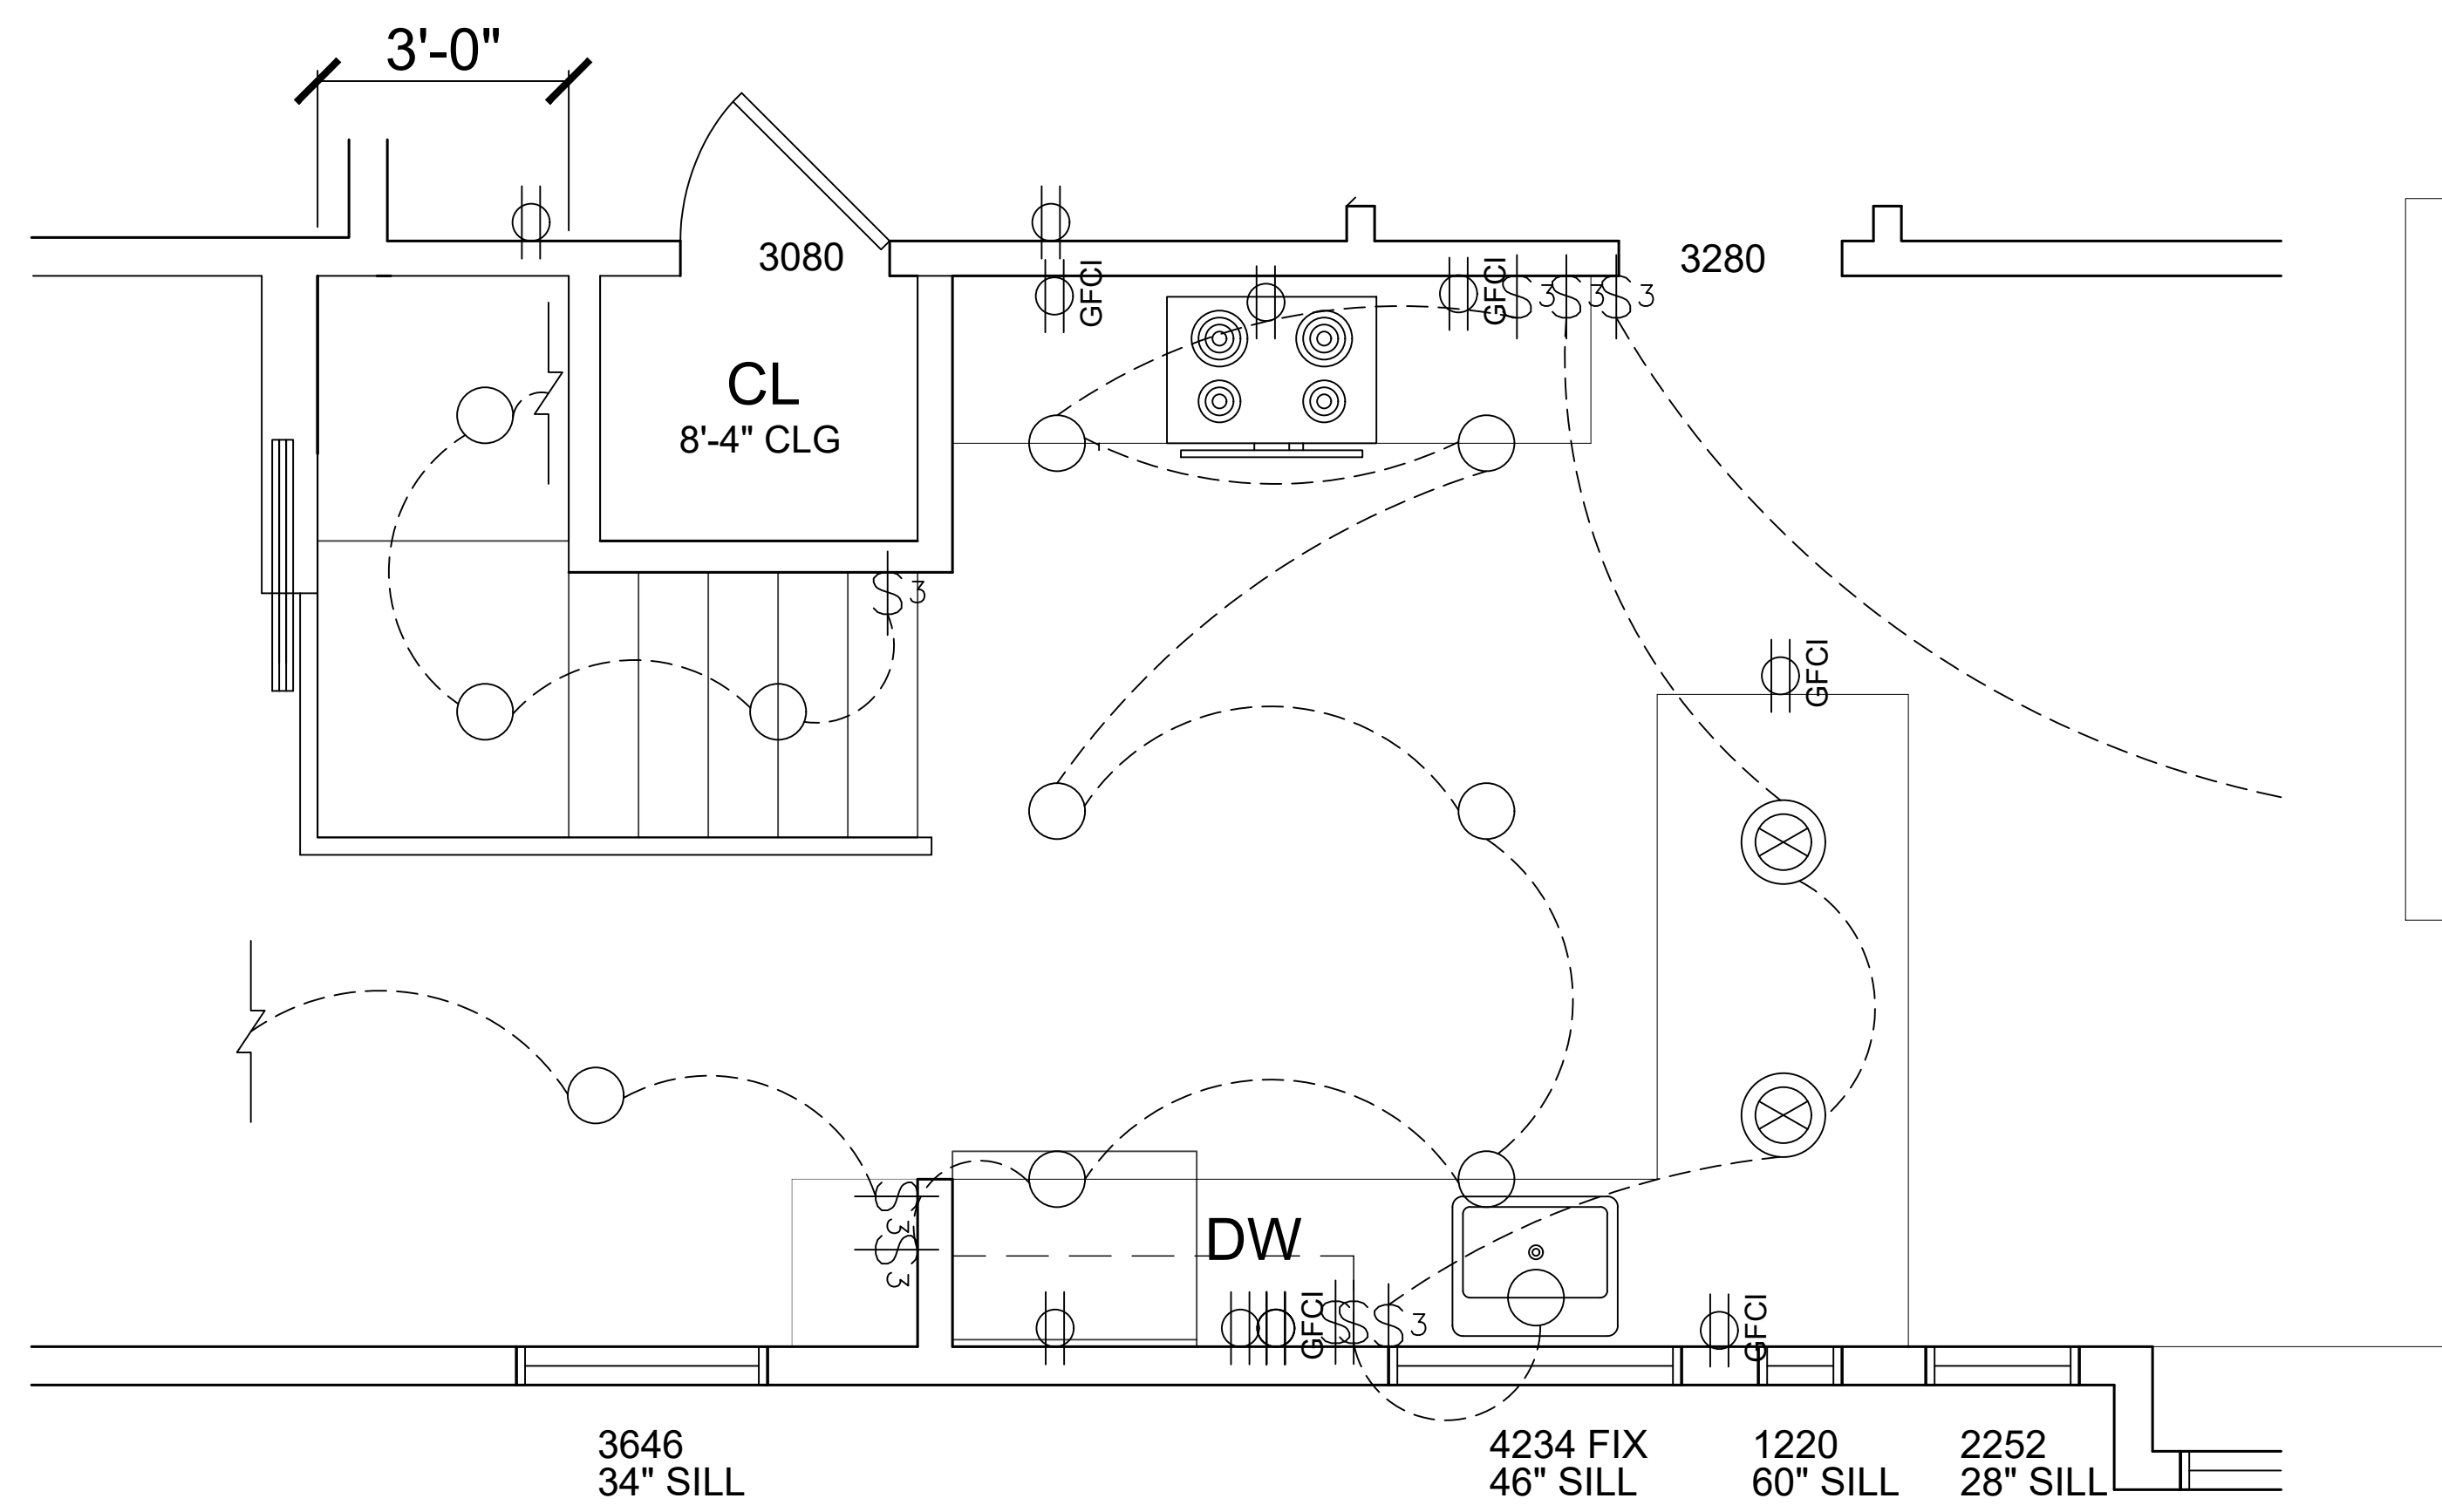 3'-0"
3080
3280
GFCI
GFCI
$3
$3
$3
CL
8'-4" CLG
$3
GFCI
$3
$3
DW
GFCI
$
$
$3
GFCI
3646
34" SILL
4234 FIX
46" SILL
1220
60" SILL
2252
28" SILL